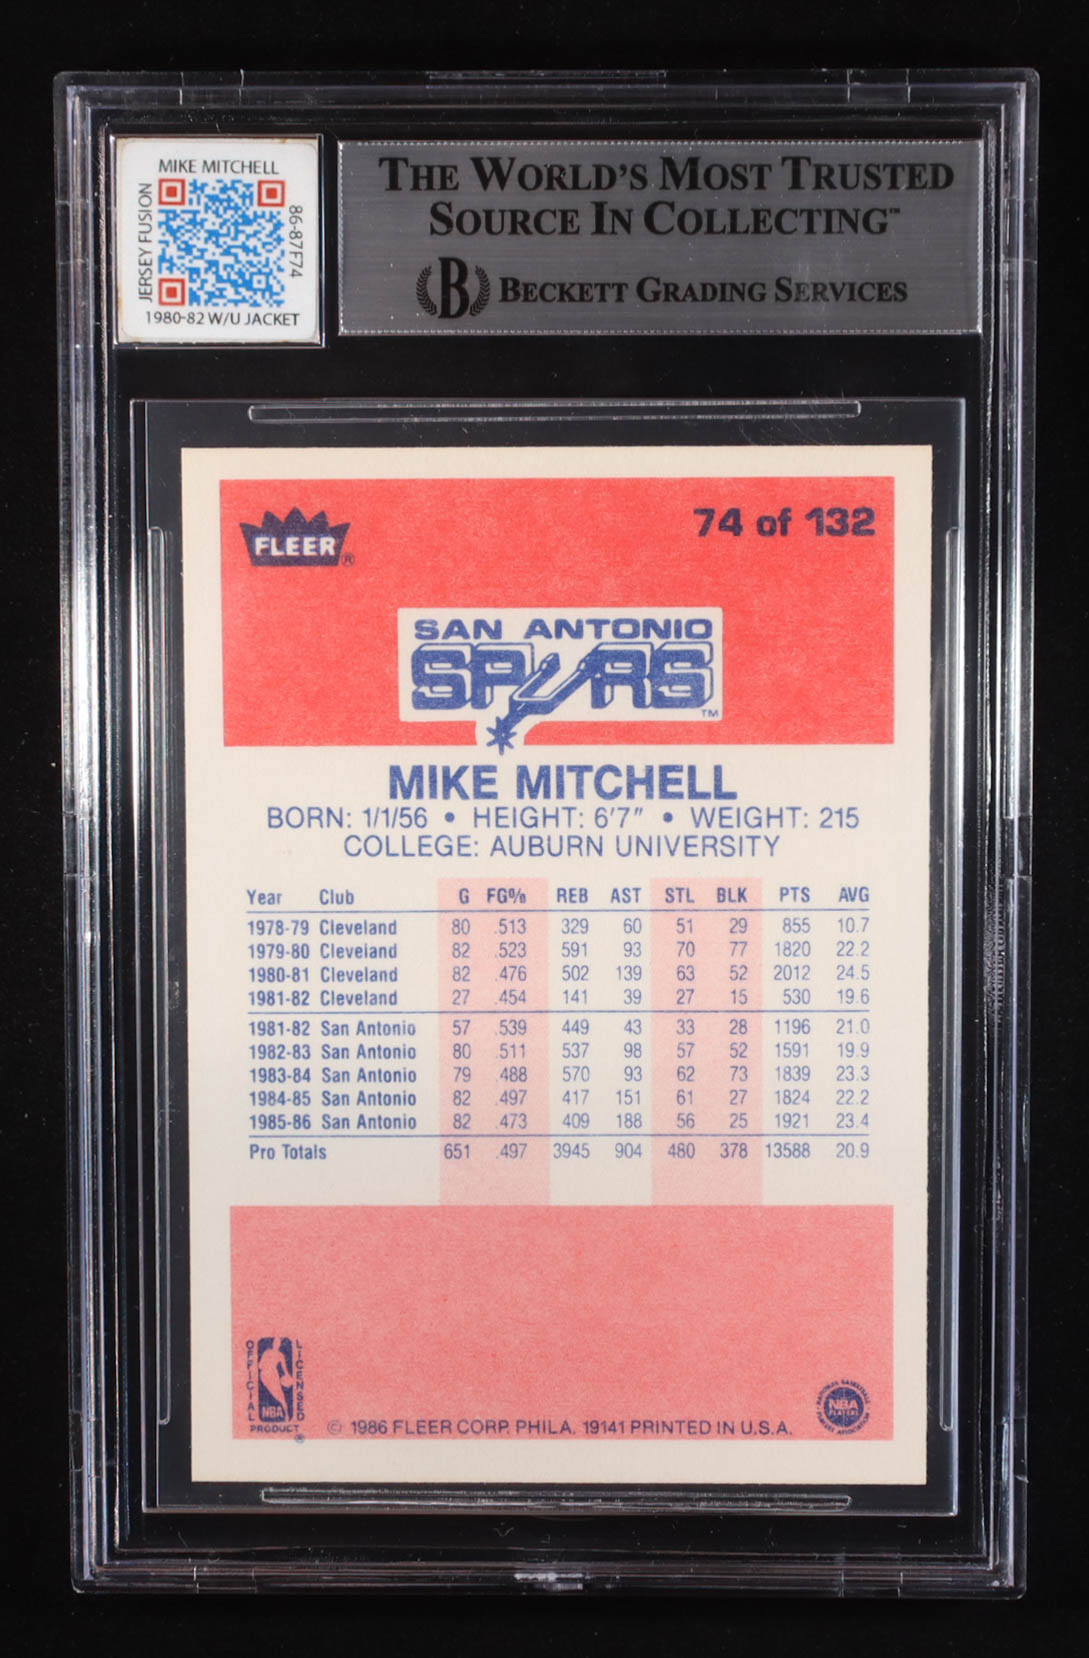 MIKE MITCHELL
JERSEY FUSION
86-87F74
1980-82 W/U JACKET
THE WORLD'S MOST TRUSTED
SOURCE IN COLLECTING™
B BECKETT GRADING SERVICES
FLEER®
74 of 132
SAN ANTONIO
SPURS
TM
MIKE MITCHELL
BORN: 1/1/56 • HEIGHT: 6'7" • WEIGHT: 215
COLLEGE: AUBURN UNIVERSITY
Year Club G FG% REB AST STL BLK PTS AVG
1978-79 Cleveland 80 .513 329 60 51 29 855 10.7
1979-80 Cleveland 82 .523 591 93 70 77 1820 22.2
1980-81 Cleveland 82 .476 502 139 63 52 2012 24.5
1981-82 Cleveland 27 .454 141 39 27 15 530 19.6
1981-82 San Antonio 57 .539 449 43 33 28 1196 21.0
1982-83 San Antonio 80 .511 537 98 57 52 1591 19.9
1983-84 San Antonio 79 .488 570 93 62 73 1839 23.3
1984-85 San Antonio 82 .497 417 151 61 27 1824 22.2
1985-86 San Antonio 82 .473 409 188 56 25 1921 23.4
Pro Totals 651 .497 3945 904 480 378 13588 20.9
OFFICIAL
LICENSED
NBA
PRODUCT ®
© 1986 FLEER CORP. PHILA. 19141 PRINTED IN U.S.A.
NATIONAL BASKETBALL
NBA
PLAYERS
PLAYERS ASSOCIATION